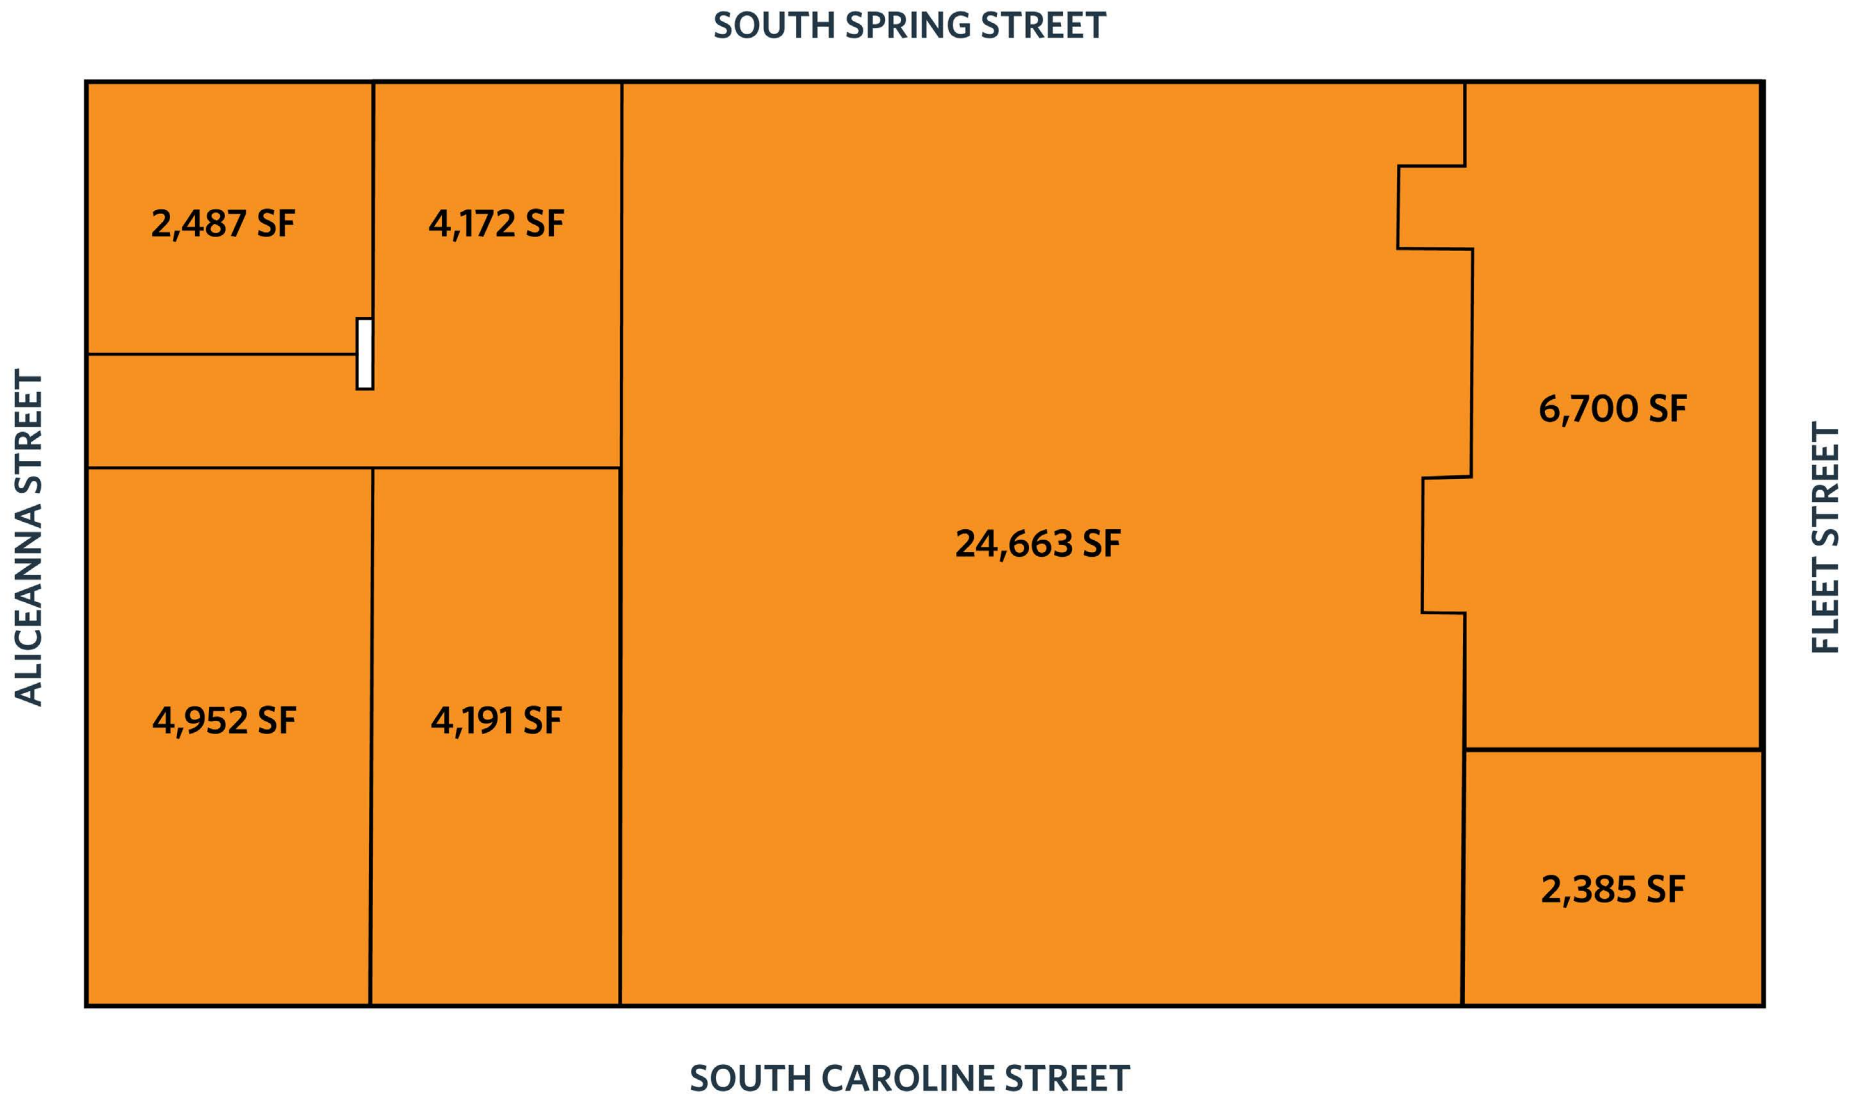 SOUTH SPRING STREET
2,487 SF
4,172 SF
ALICEANNA STREET
6,700 SF
FLEET STREET
24,663 SF
4,952 SF
4,191 SF
2,385 SF
SOUTH CAROLINE STREET